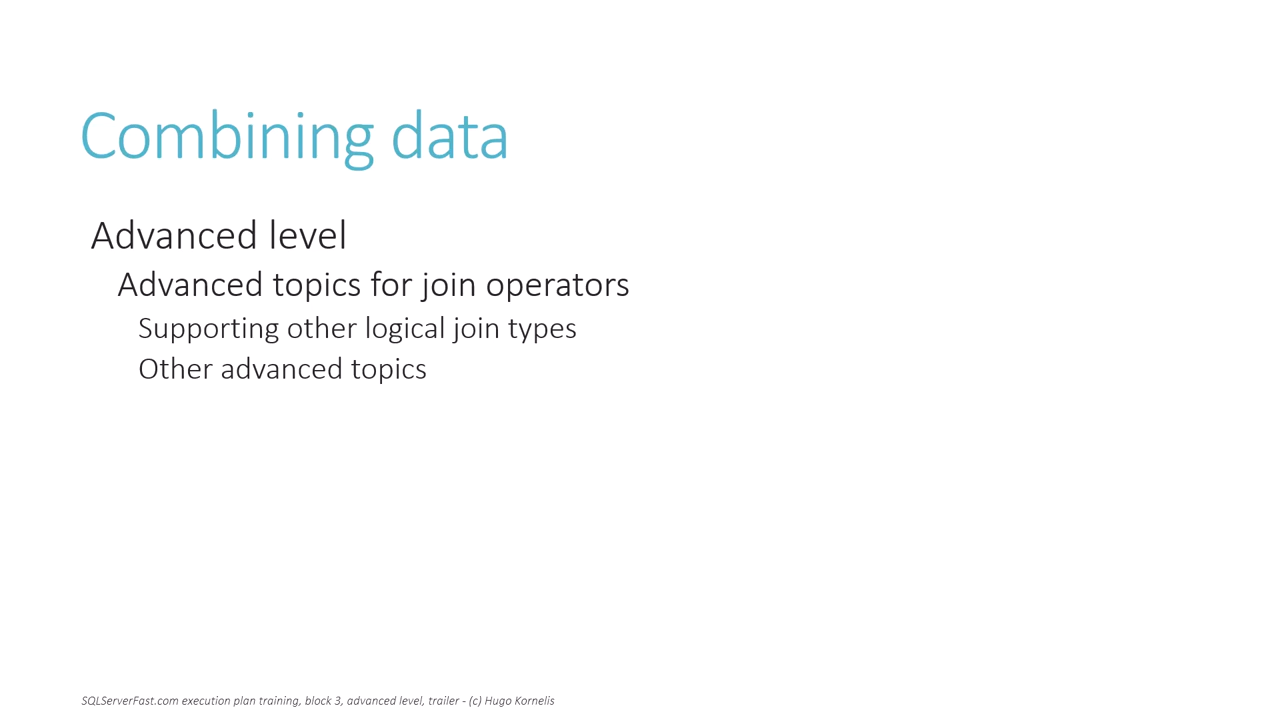 Combining data
Advanced level
Advanced topics for join operators
Supporting other logical join types
Other advanced topics
SQLServerFast.com execution plan training, block 3, advanced level, trailer - (c) Hugo Kornelis